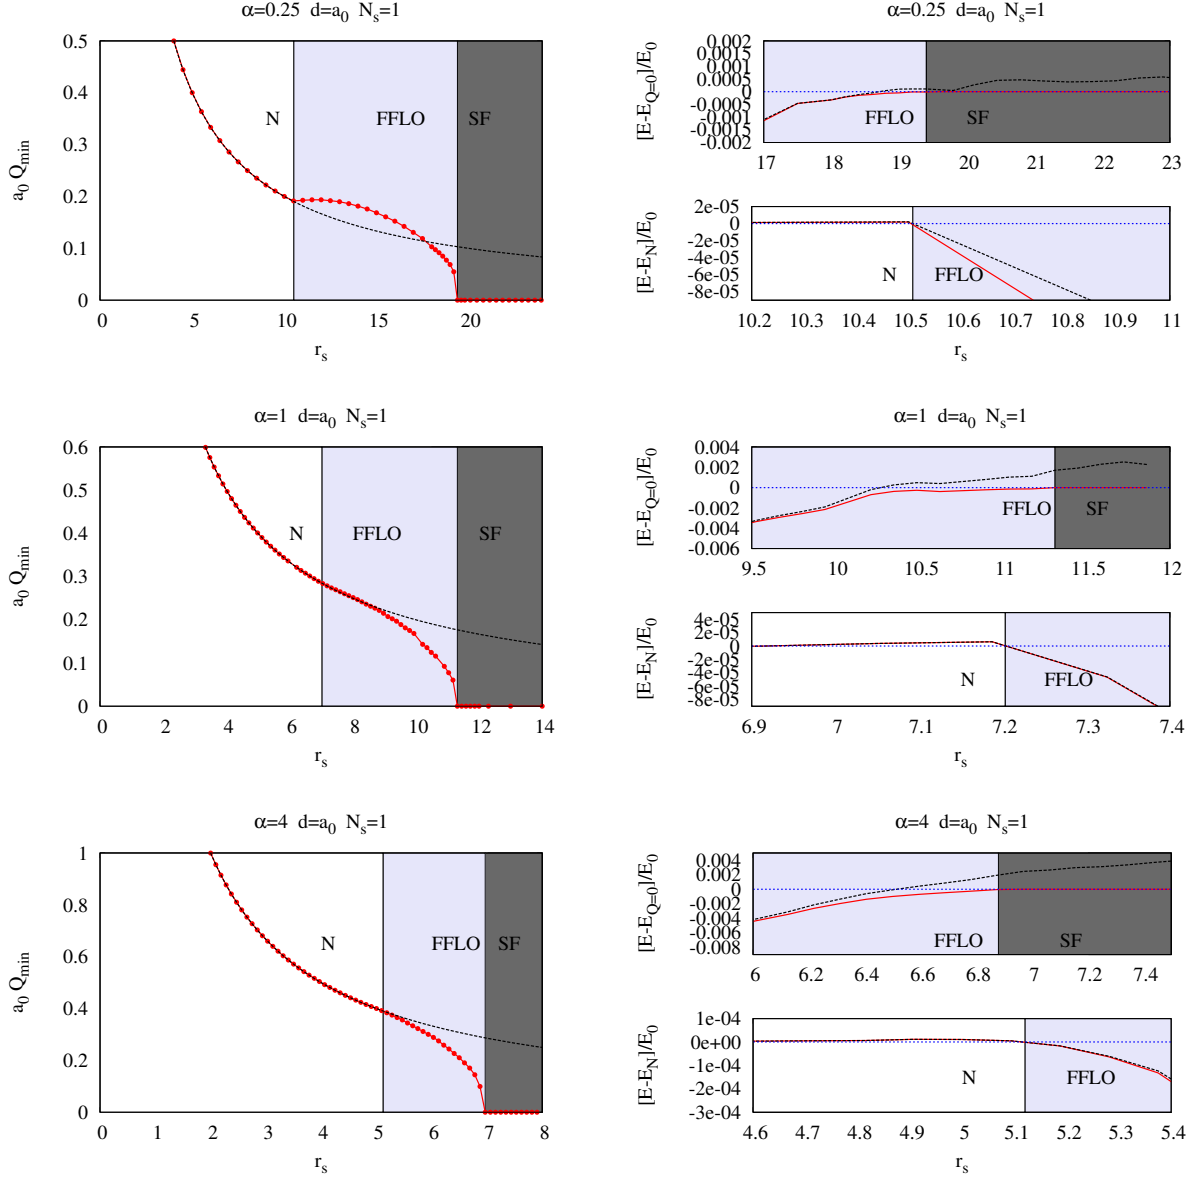 α=0.25 d=a₀ Nₛ=1
a₀ Qₘᵢₙ
0.5
0.4
0.3
0.2
0.1
0
N
FFLO
SF
0 5 10 15 20
rₛ
α=0.25 d=a₀ Nₛ=1
[E-E_{Q=0}]/E₀
0.002
0.0015
0.001
0.0005
0
-0.0005
-0.001
-0.0015
-0.002
FFLO
SF
17 18 19 20 21 22 23
[E-E_N]/E₀
2e-05
0
-2e-05
-4e-05
-6e-05
-8e-05
N
FFLO
10.2 10.3 10.4 10.5 10.6 10.7 10.8 10.9 11
rₛ
α=1 d=a₀ Nₛ=1
a₀ Qₘᵢₙ
0.6
0.5
0.4
0.3
0.2
0.1
0
N
FFLO
SF
0 2 4 6 8 10 12 14
rₛ
α=1 d=a₀ Nₛ=1
[E-E_{Q=0}]/E₀
0.004
0.002
0
-0.002
-0.004
-0.006
FFLO
SF
9.5 10 10.5 11 11.5 12
[E-E_N]/E₀
4e-05
2e-05
0
-2e-05
-4e-05
-6e-05
-8e-05
N
FFLO
6.9 7 7.1 7.2 7.3 7.4
rₛ
α=4 d=a₀ Nₛ=1
a₀ Qₘᵢₙ
1
0.8
0.6
0.4
0.2
0
N
FFLO
SF
0 1 2 3 4 5 6 7 8
rₛ
α=4 d=a₀ Nₛ=1
[E-E_{Q=0}]/E₀
0.004
0.002
0
-0.002
-0.004
-0.006
-0.008
FFLO
SF
6 6.2 6.4 6.6 6.8 7 7.2 7.4
[E-E_N]/E₀
1e-04
0e+00
-1e-04
-2e-04
-3e-04
N
FFLO
4.6 4.7 4.8 4.9 5 5.1 5.2 5.3 5.4
rₛ